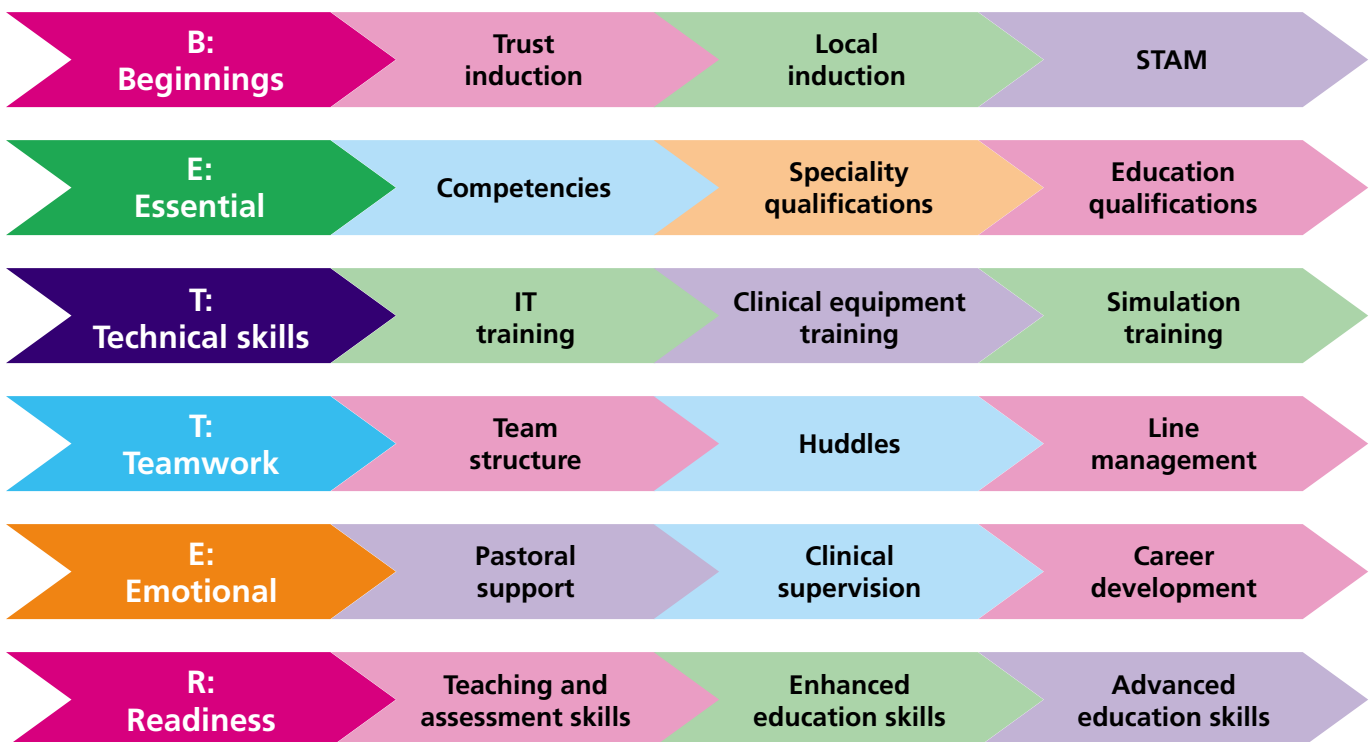 B:
Beginnings
Trust
induction
Local
induction
STAM
E:
Essential
Competencies
Speciality
qualifications
Education
qualifications
T:
Technical skills
IT
training
Clinical equipment
training
Simulation
training
T:
Teamwork
Team
structure
Huddles
Line
management
E:
Emotional
Pastoral
support
Clinical
supervision
Career
development
R:
Readiness
Teaching and
assessment skills
Enhanced
education skills
Advanced
education skills